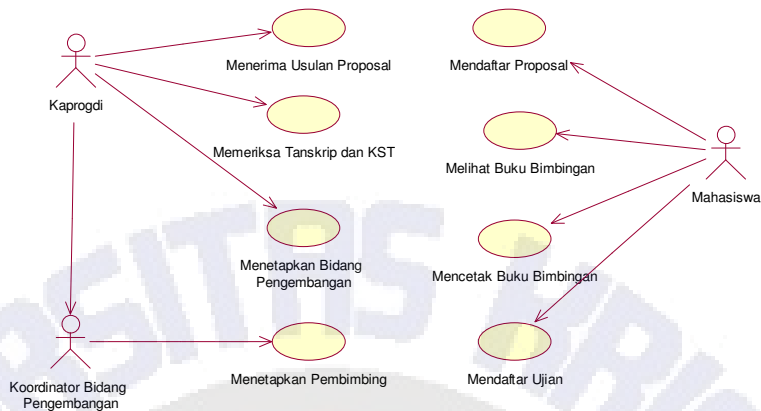 Menerima Usulan Proposal
Mendaftar Proposal
Kaprogdi
Memeriksa Tanskrip dan KST
Melihat Buku Bimbingan
Mahasiswa
Menetapkan Bidang
Pengembangan
Mencetak Buku Bimbingan
Koordinator Bidang
Pengembangan
Menetapkan Pembimbing
Mendaftar Ujian